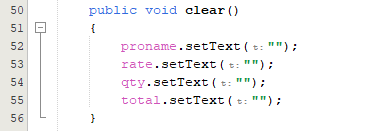 50 public void clear()
51 {
52 proname.setText(t:"");
53 rate.setText(t:"");
54 qty.setText(t:"");
55 total.setText(t:"");
56 }